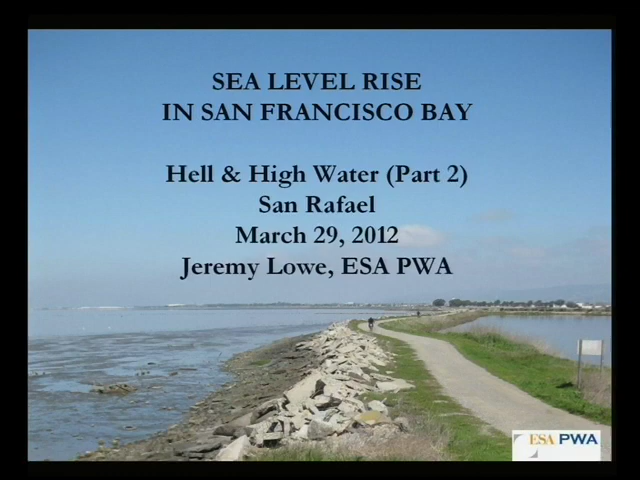 SEA LEVEL RISE
IN SAN FRANCISCO BAY
Hell & High Water (Part 2)
San Rafael
March 29, 2012
Jeremy Lowe, ESA PWA
ESA PWA